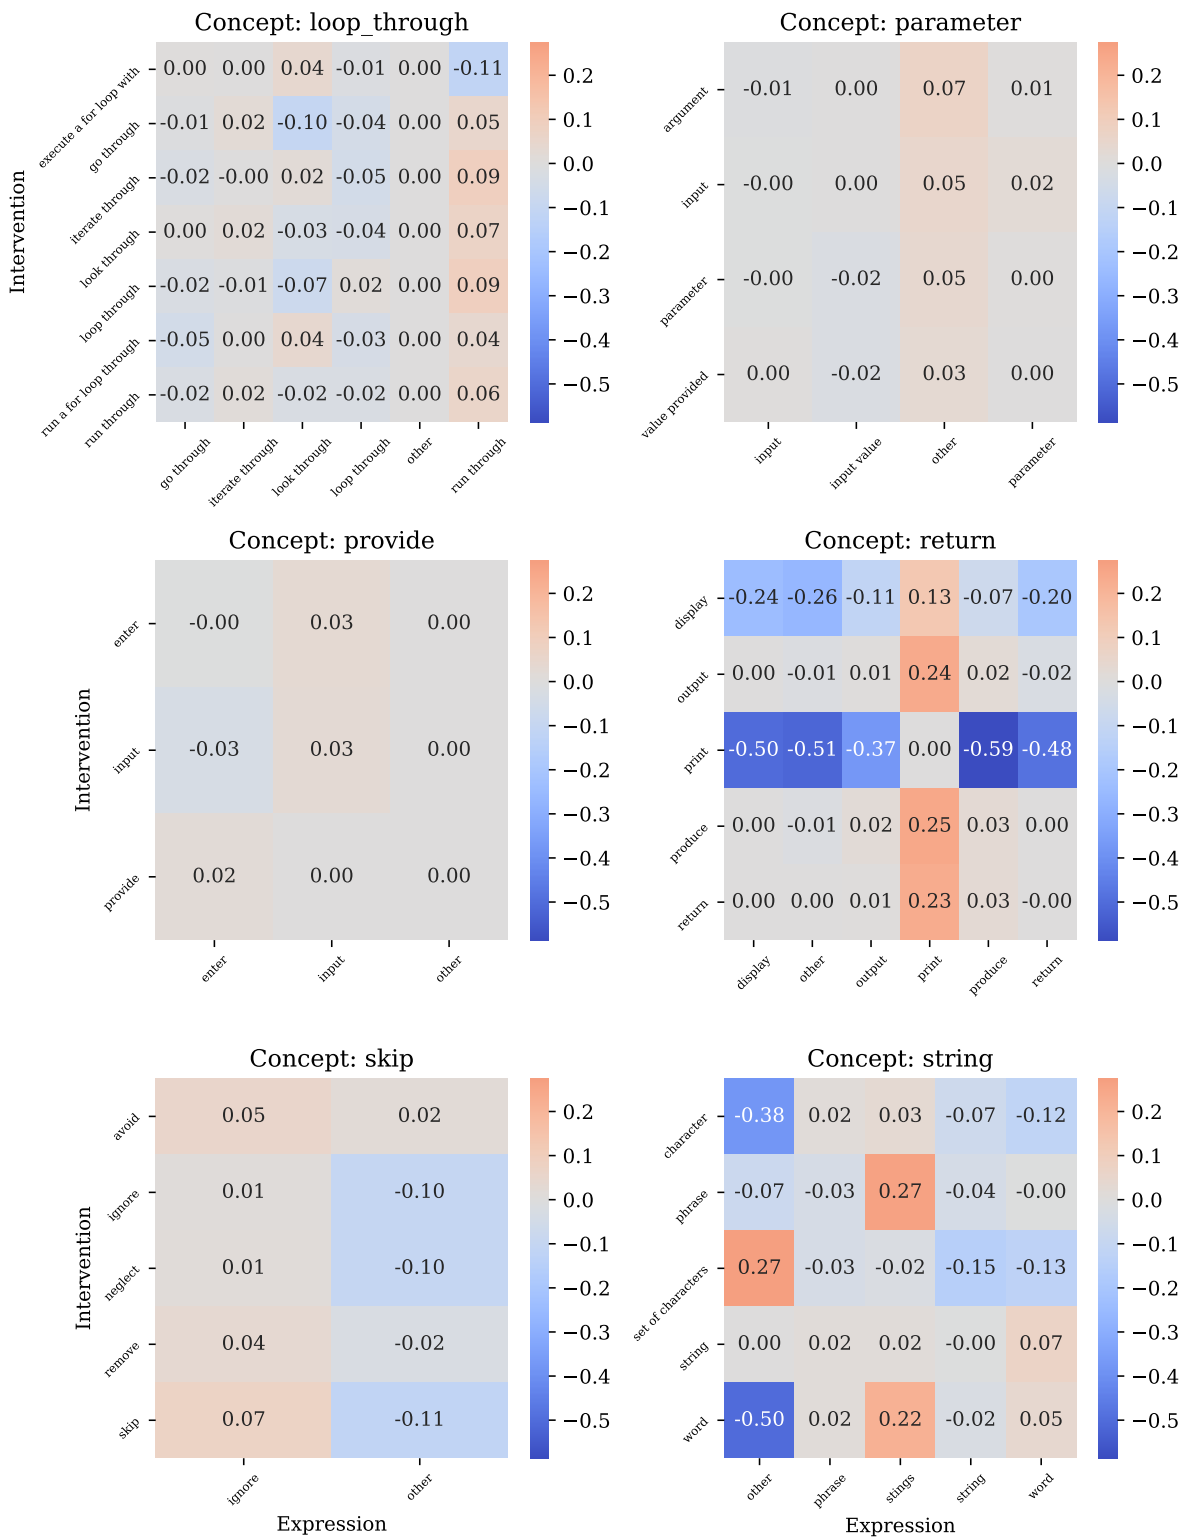 Concept: loop_through
Intervention
execute a for loop with 0.00 0.00 0.04 -0.01 0.00 -0.11
go through -0.01 0.02 -0.10 -0.04 0.00 0.05
iterate through -0.02 -0.00 0.02 -0.05 0.00 0.09
look through 0.00 0.02 -0.03 -0.04 0.00 0.07
loop through -0.02 -0.01 -0.07 0.02 0.00 0.09
run a for loop through -0.05 0.00 0.04 -0.03 0.00 0.04
run through -0.02 0.02 -0.02 -0.02 0.00 0.06
go through iterate through look through loop through other run through
0.2
0.1
0.0
−0.1
−0.2
−0.3
−0.4
−0.5
Concept: parameter
argument -0.01 0.00 0.07 0.01
input -0.00 0.00 0.05 0.02
parameter -0.00 -0.02 0.05 0.00
value provided 0.00 -0.02 0.03 0.00
input input value other parameter
0.2
0.1
0.0
−0.1
−0.2
−0.3
−0.4
−0.5
Concept: provide
Intervention
enter -0.00 0.03 0.00
input -0.03 0.03 0.00
provide 0.02 0.00 0.00
enter input other
0.2
0.1
0.0
−0.1
−0.2
−0.3
−0.4
−0.5
Concept: return
display -0.24 -0.26 -0.11 0.13 -0.07 -0.20
output 0.00 -0.01 0.01 0.24 0.02 -0.02
print -0.50 -0.51 -0.37 0.00 -0.59 -0.48
produce 0.00 -0.01 0.02 0.25 0.03 0.00
return 0.00 0.00 0.01 0.23 0.03 -0.00
display other output print produce return
0.2
0.1
0.0
−0.1
−0.2
−0.3
−0.4
−0.5
Concept: skip
Intervention
avoid 0.05 0.02
ignore 0.01 -0.10
neglect 0.01 -0.10
remove 0.04 -0.02
skip 0.07 -0.11
ignore other
Expression
0.2
0.1
0.0
−0.1
−0.2
−0.3
−0.4
−0.5
Concept: string
character -0.38 0.02 0.03 -0.07 -0.12
phrase -0.07 -0.03 0.27 -0.04 -0.00
set of characters 0.27 -0.03 -0.02 -0.15 -0.13
string 0.00 0.02 0.02 -0.00 0.07
word -0.50 0.02 0.22 -0.02 0.05
other phrase stings string word
Expression
0.2
0.1
0.0
−0.1
−0.2
−0.3
−0.4
−0.5